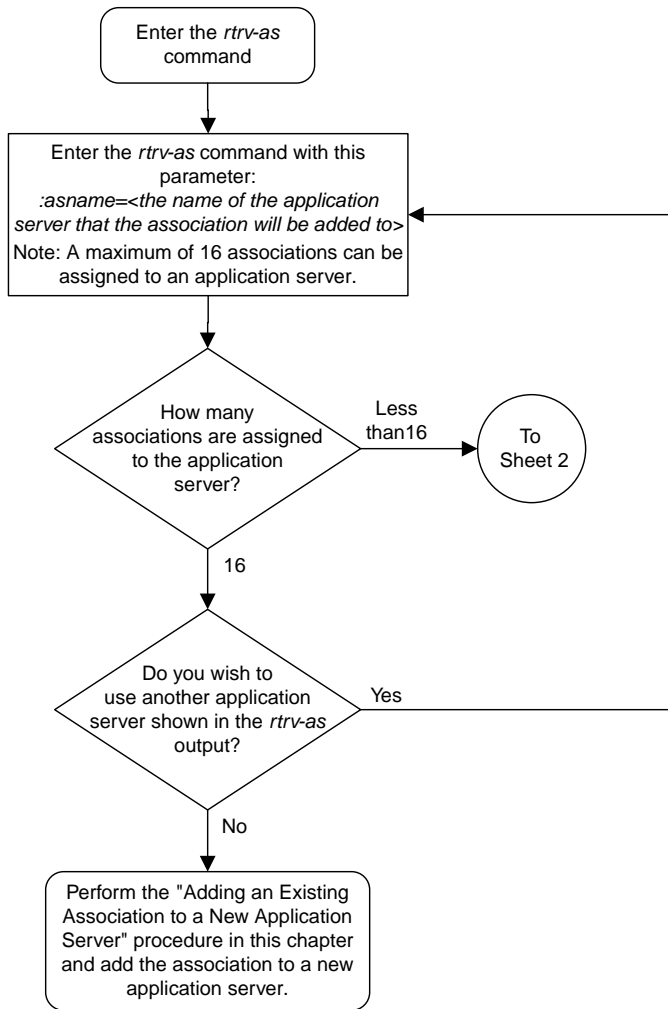 Enter the rtrv-as
command
Enter the rtrv-as command with this
parameter:
:asname=<the name of the application
server that the association will be added to>
Note: A maximum of 16 associations can be
assigned to an application server.
How many
associations are assigned
to the application
server?
Less
than16
To
Sheet 2
16
Do you wish to
use another application
server shown in the rtrv-as
output?
Yes
No
Perform the "Adding an Existing
Association to a New Application
Server" procedure in this chapter
and add the association to a new
application server.